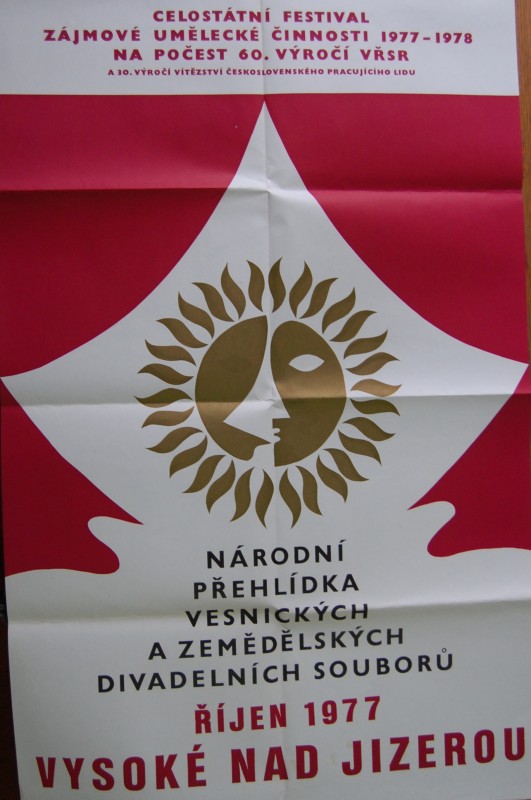 CELOSTÁTNÍ FESTIVAL
ZÁJMOVÉ UMĚLECKÉ ČINNOSTI 1977-1978
NA POČEST 60. VÝROČÍ VŘSR
A 30. VÝROČÍ VÍTĚZSTVÍ ČESKOSLOVENSKÉHO PRACUJÍCÍHO LIDU
NÁRODNÍ
PŘEHLÍDKA
VESNICKÝCH
A ZEMĚDĚLSKÝCH
DIVADELNÍCH SOUBORŮ
ŘÍJEN 1977
VYSOKÉ NAD JIZEROU